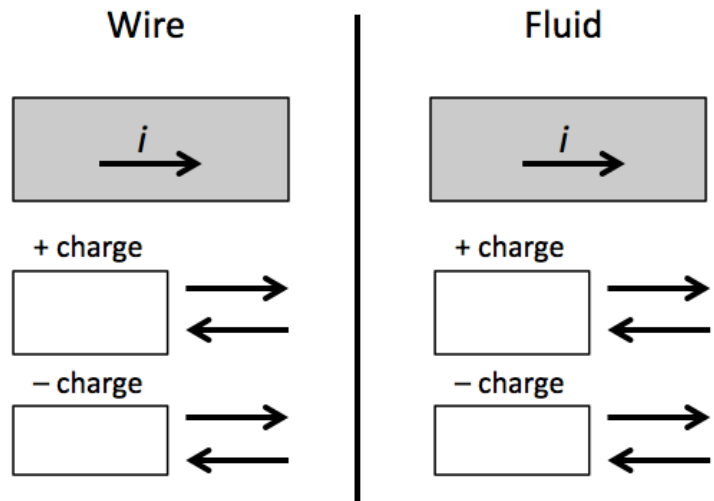 Wire
i
+ charge
– charge
Fluid
i
+ charge
– charge